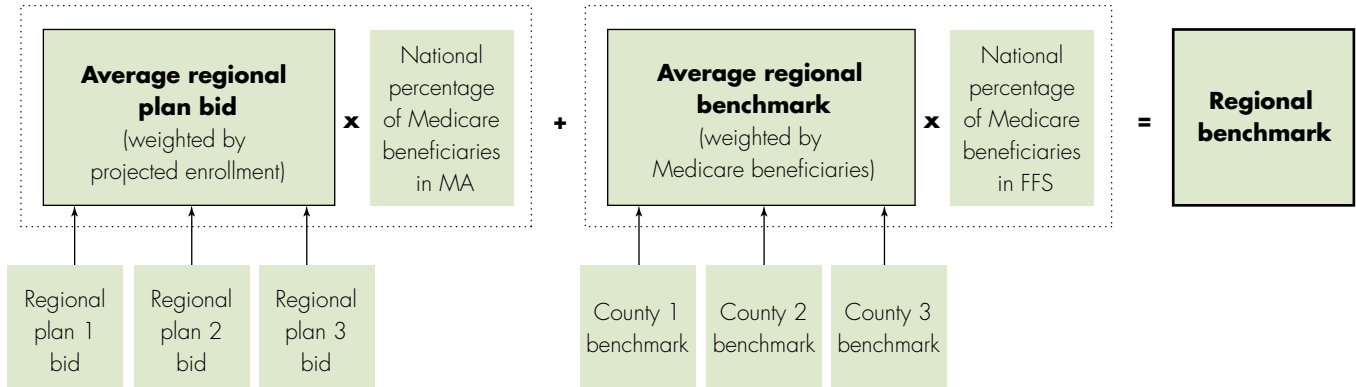 Average regional
plan bid
(weighted by
projected enrollment)
x
National
percentage
of Medicare
beneficiaries
in MA
+
Average regional
benchmark
(weighted by
Medicare beneficiaries)
x
National
percentage
of Medicare
beneficiaries
in FFS
=
Regional
benchmark
Regional
plan 1
bid
Regional
plan 2
bid
Regional
plan 3
bid
County 1
benchmark
County 2
benchmark
County 3
benchmark